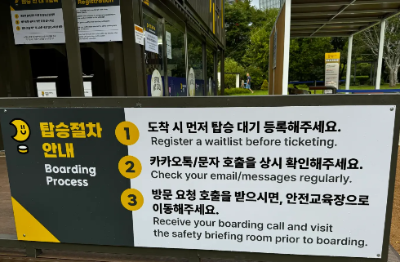 Registration
탑승절차
안내
Boarding
Process
1 도착 시 먼저 탑승 대기 등록해주세요.
Register a waitlist before ticketing.
2 카카오톡/문자 호출을 상시 확인해주세요.
Check your email/messages regularly.
3 방문 요청 호출을 받으시면, 안전교육장으로
이동해주세요.
Receive your boarding call and visit
the safety briefing room prior to boarding.